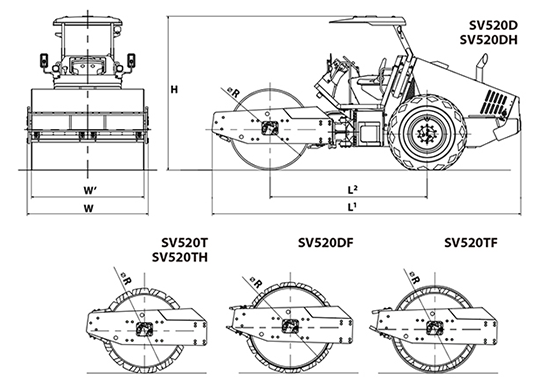 SV520D
SV520DH
H
⌀R
W'
W
L²
L¹
SV520T
SV520TH
SV520DF
SV520TF
⌀R
⌀R
⌀R